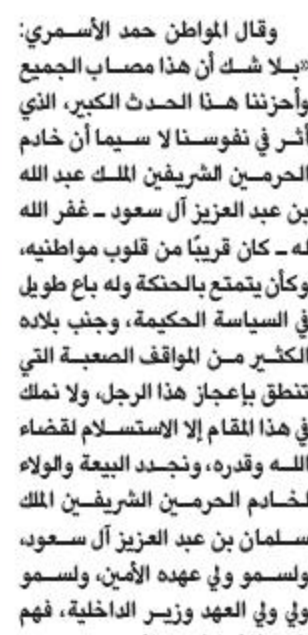 وقال المواطن حمد الأسمري:
«بلا شك أن هذا مصاب الجميع
وأحزننا هذا الحدث الكبير، الذي
أثر في نفوسنا لا سيما أن خادم
الحرمين الشريفين الملك عبد الله
بن عبد العزيز آل سعود - غفر الله
له - كان قريبًا من قلوب مواطنيه،
وكأن يتمتع بالحنكة وله باع طويل
في السياسة الحكيمة، وجنب بلاده
الكثير من المواقف الصعبة التي
تنطق بإعجاز هذا الرجل، ولا نملك
في هذا المقام إلا الاستسلام لقضاء
الله وقدره، ونجدد البيعة والولاء
لخادم الحرمين الشريفين الملك
سلمان بن عبد العزيز آل سعود،
ولسمو ولي عهده الأمين، ولسمو
ولي ولي العهد وزير الداخلية، فهم